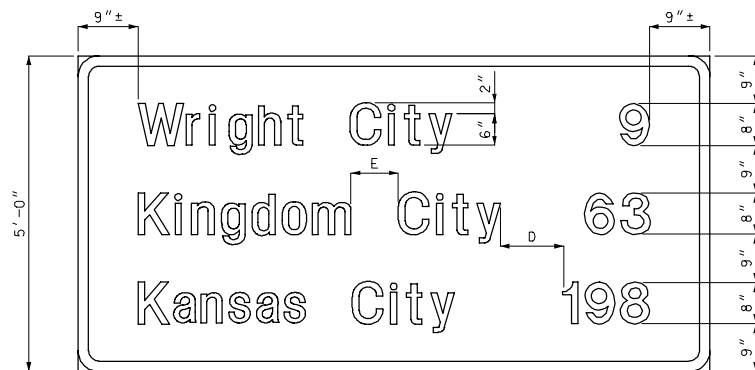 9"± 9"±
Wright City 9
2"
6"
9"
8"
E
9"
5'-0"
Kingdom City 63
8"
D
9"
Kansas City 198
8"
9"